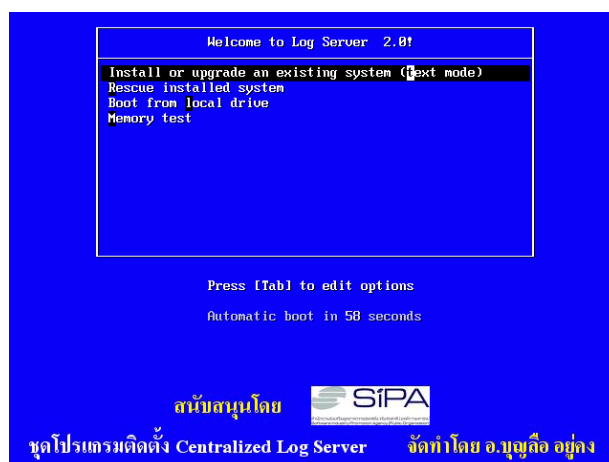 Welcome to Log Server 2.0!
Install or upgrade an existing system (text mode)
Rescue installed system
Boot from local drive
Memory test
Press [Tab] to edit options
Automatic boot in 58 seconds
สนับสนุนโดย SiPA
ชุดโปรแกรมติดตั้ง Centralized Log Server จัดทำโดย อ.บุญลือ อยู่คง